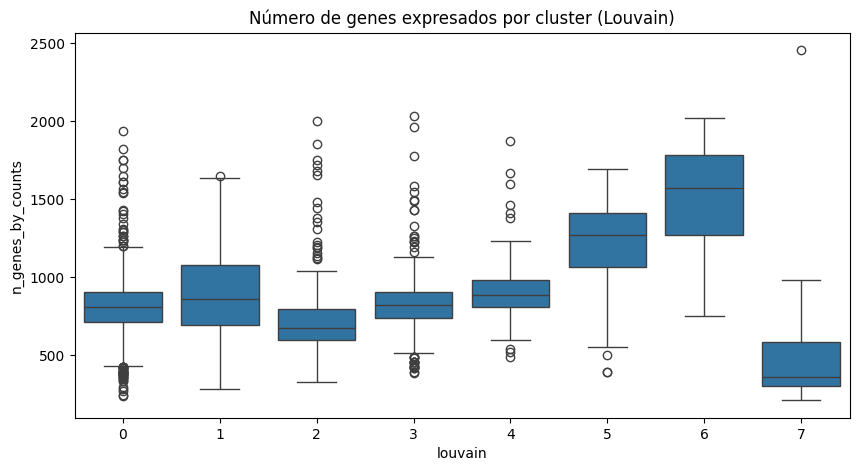 Número de genes expresados por cluster (Louvain)
n_genes_by_counts
2500
2000
1500
1000
500
0 1 2 3 4 5 6 7
louvain